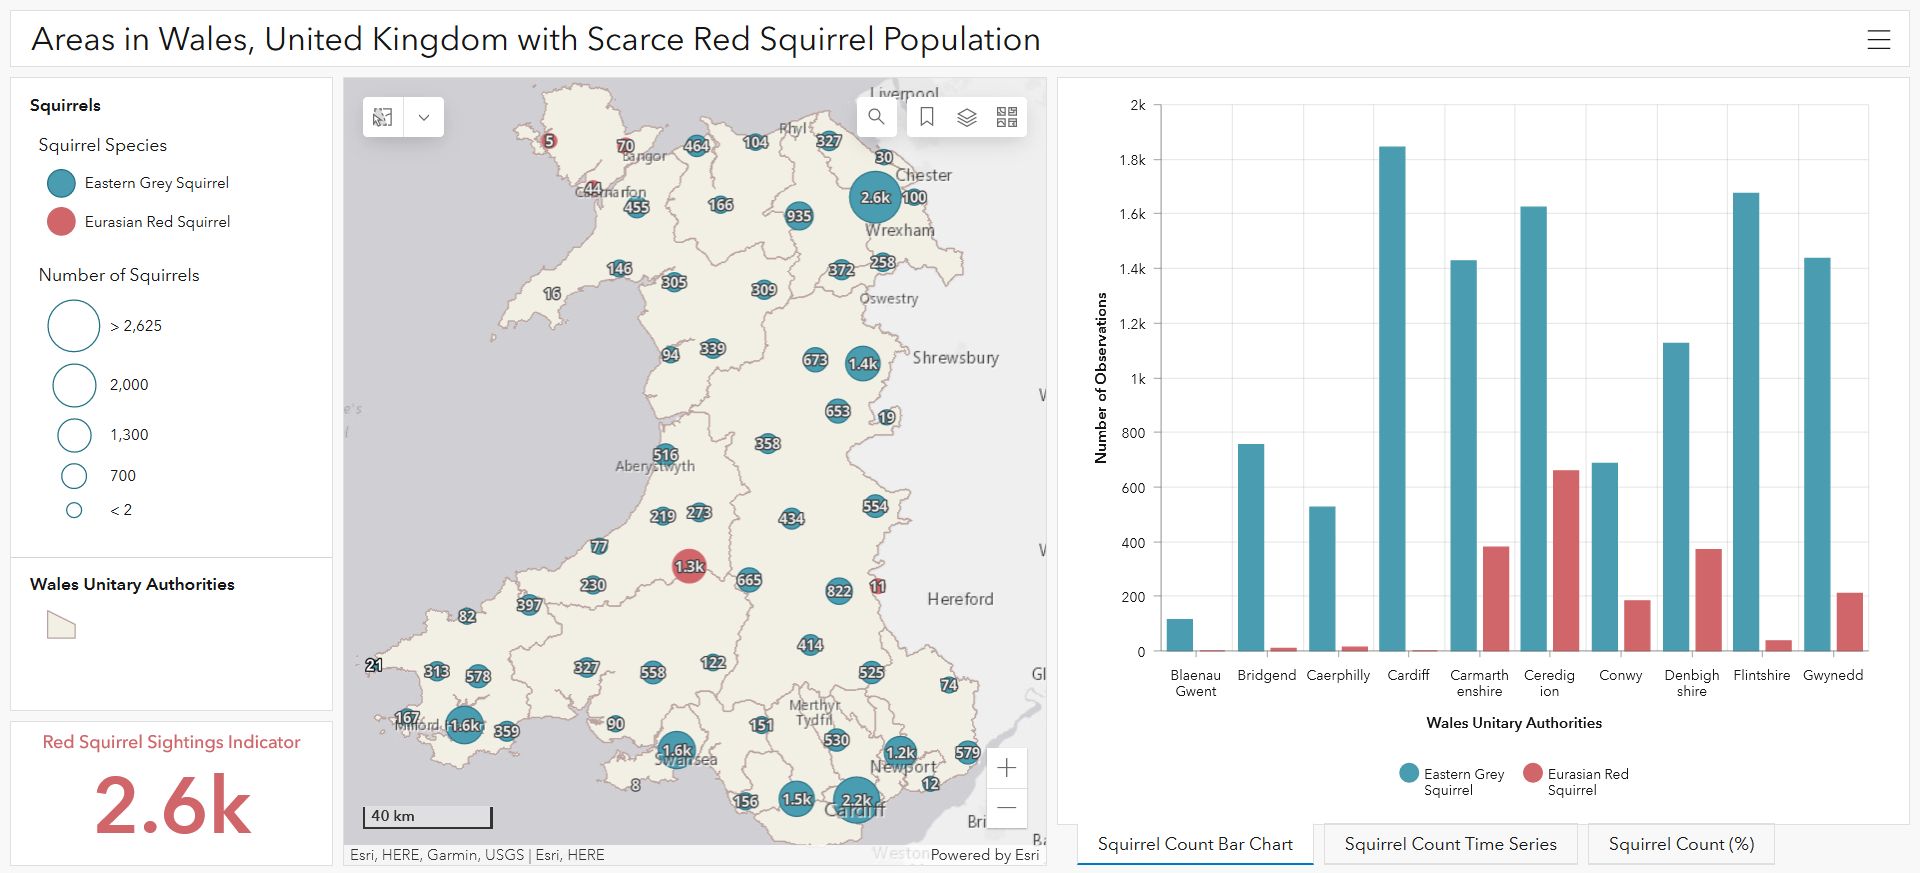 Areas in Wales, United Kingdom with Scarce Red Squirrel Population
Squirrels
Squirrel Species
Eastern Grey Squirrel
Eurasian Red Squirrel
Number of Squirrels
> 2,625
2,000
1,300
700
< 2
Wales Unitary Authorities
Red Squirrel Sightings Indicator
2.6k
Liverpool
Rhyl
5
70
464
104
327
Bangor
30
Chester
44
Caernarfon
455
166
2.6k
100
935
Wrexham
146
305
309
372
258
16
Oswestry
94
339
673
1.4k
Shrewsbury
e's
653
19
358
516
Aberystwyth
219
273
434
554
77
1.3k
230
665
822
11
Hereford
397
82
414
21
313
578
327
558
122
525
74
Gl
167
Milford
1.6k
359
90
Merthyr
Tydfil
151
530
1.6k
Swansea
1.2k
Newport
579
8
12
156
1.5k
2.2k
Cardiff
Bri
Ba
40 km
Weston
Esri, HERE, Garmin, USGS | Esri, HERE
Powered by Esri
Number of Observations
2k
1.8k
1.6k
1.4k
1.2k
1k
800
600
400
200
0
Blaenau
Gwent
Bridgend
Caerphilly
Cardiff
Carmarth
enshire
Ceredig
ion
Conwy
Denbigh
shire
Flintshire
Gwynedd
Wales Unitary Authorities
Eastern Grey
Squirrel
Eurasian Red
Squirrel
Squirrel Count Bar Chart
Squirrel Count Time Series
Squirrel Count (%)